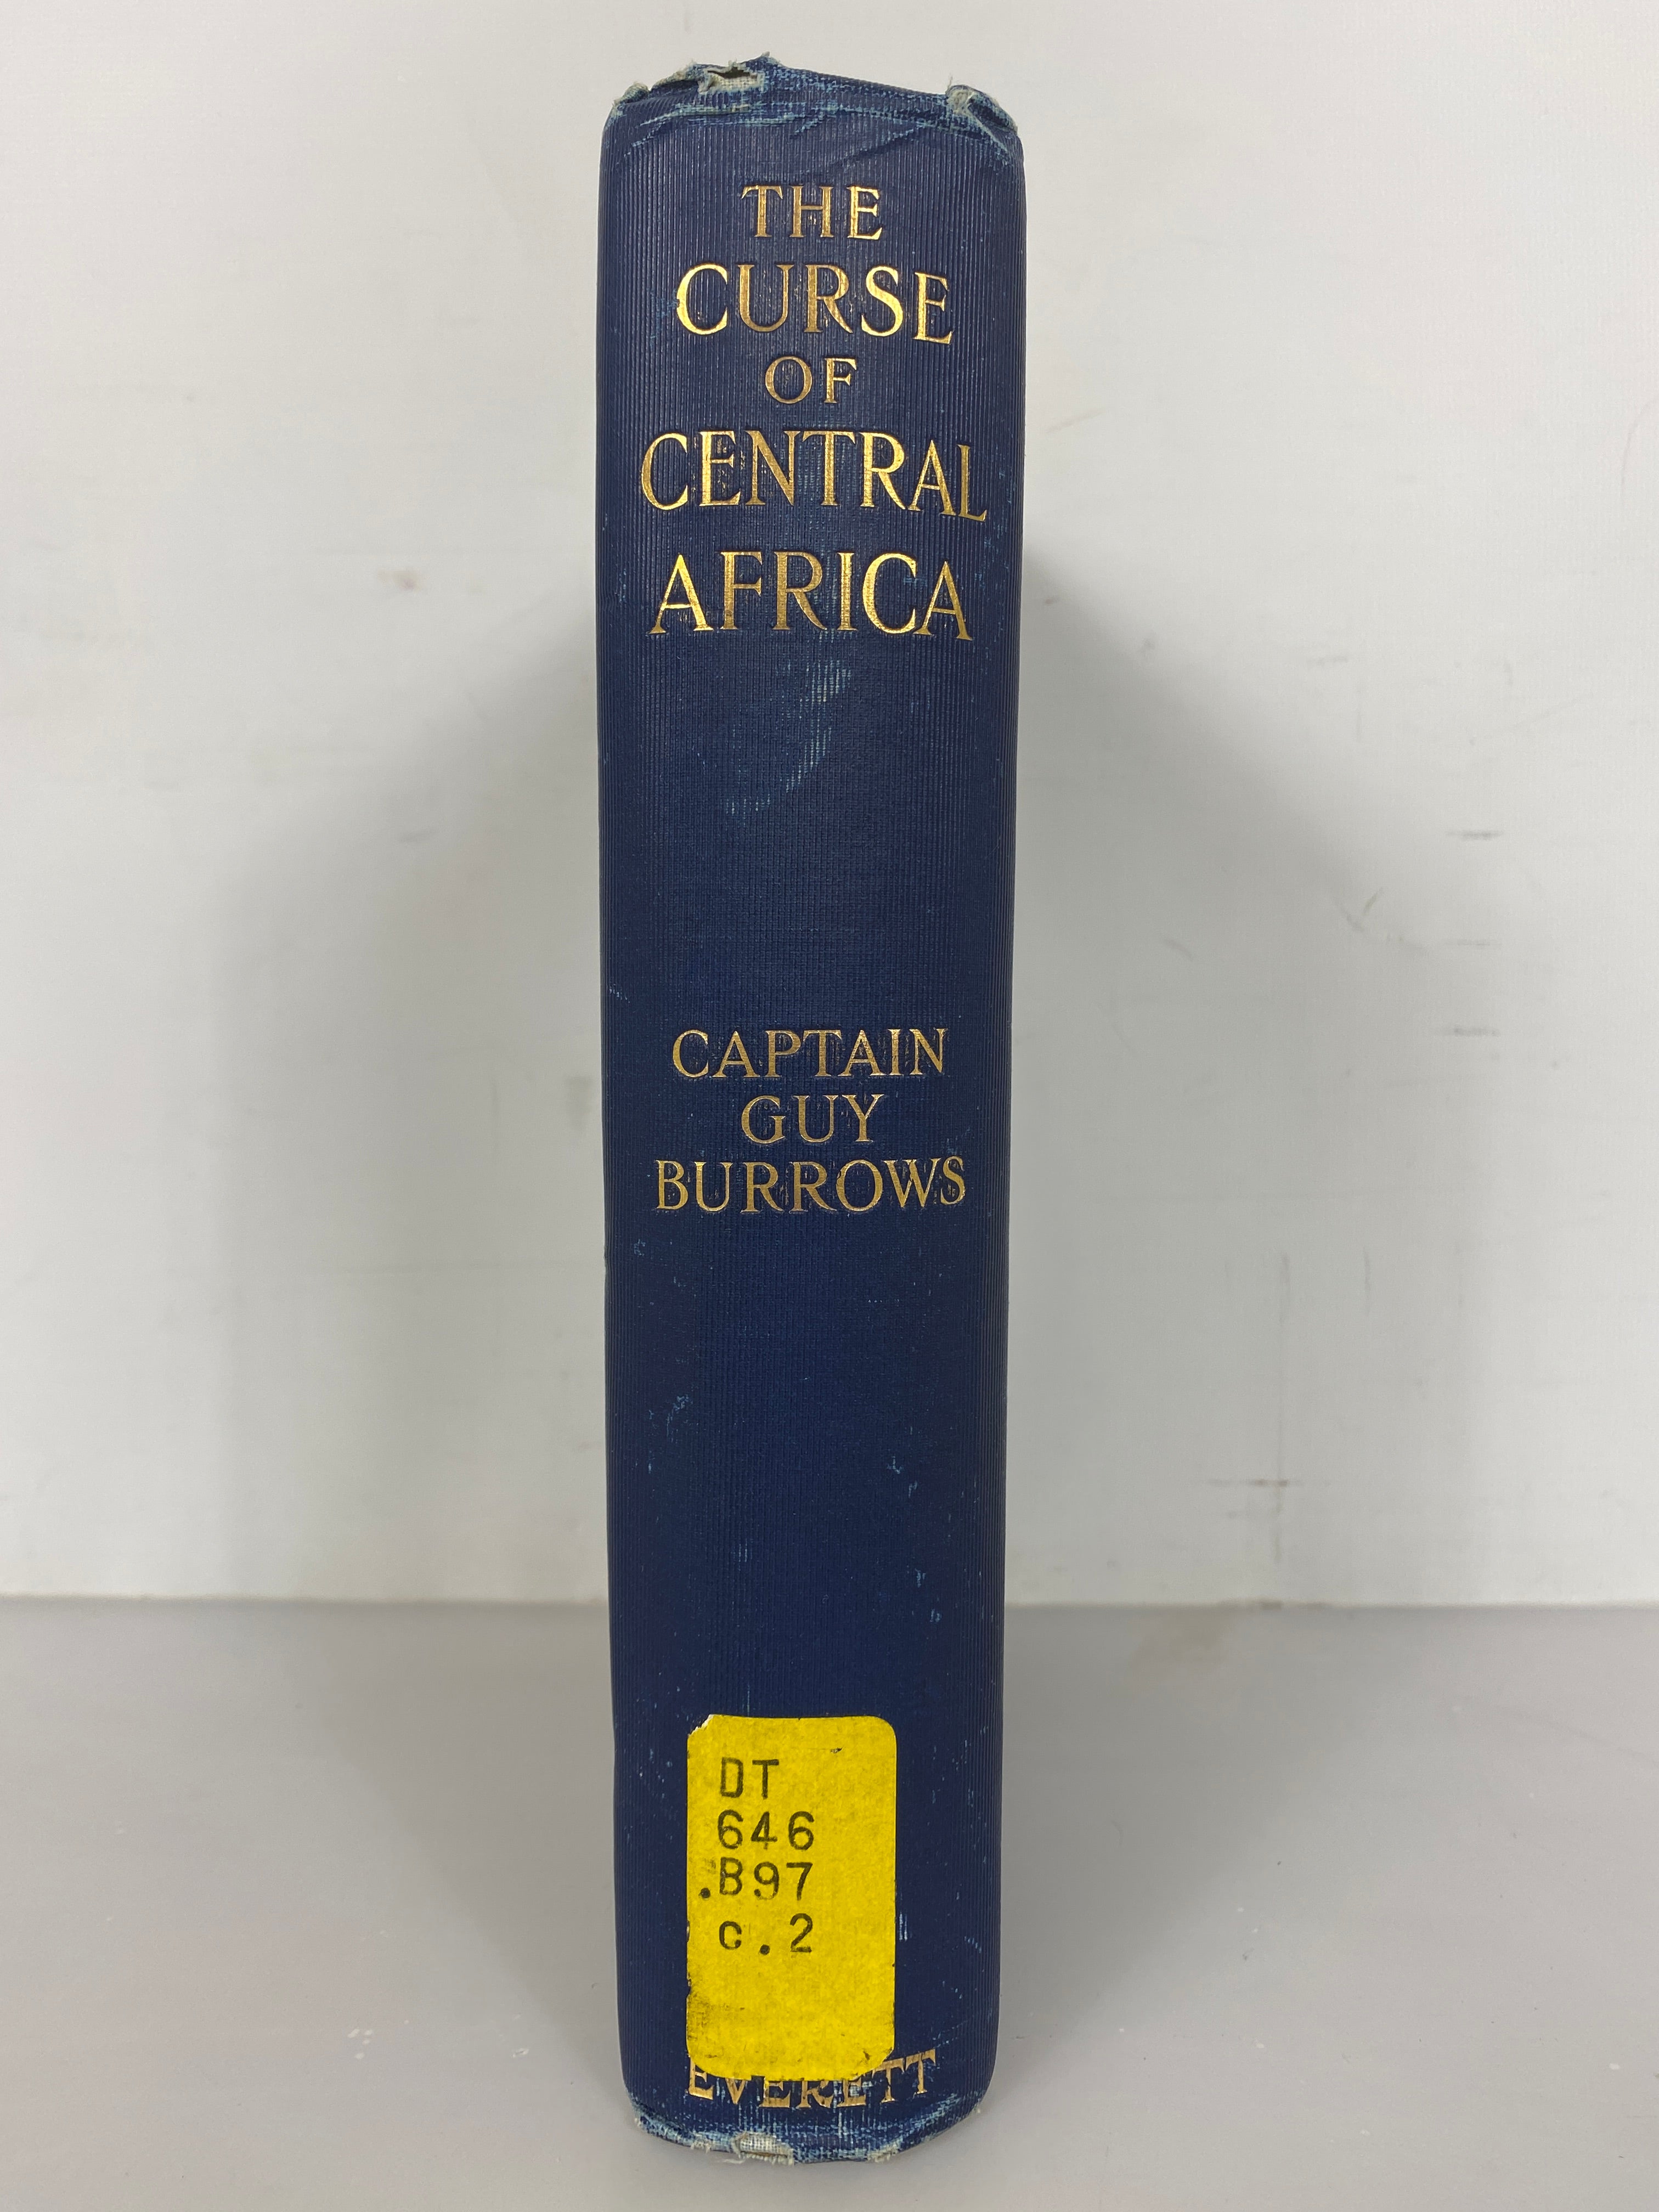 THE
CURSE
OF
CENTRAL
AFRICA
CAPTAIN
GUY
BURROWS
DT
646
.B97
c.2
EVERETT